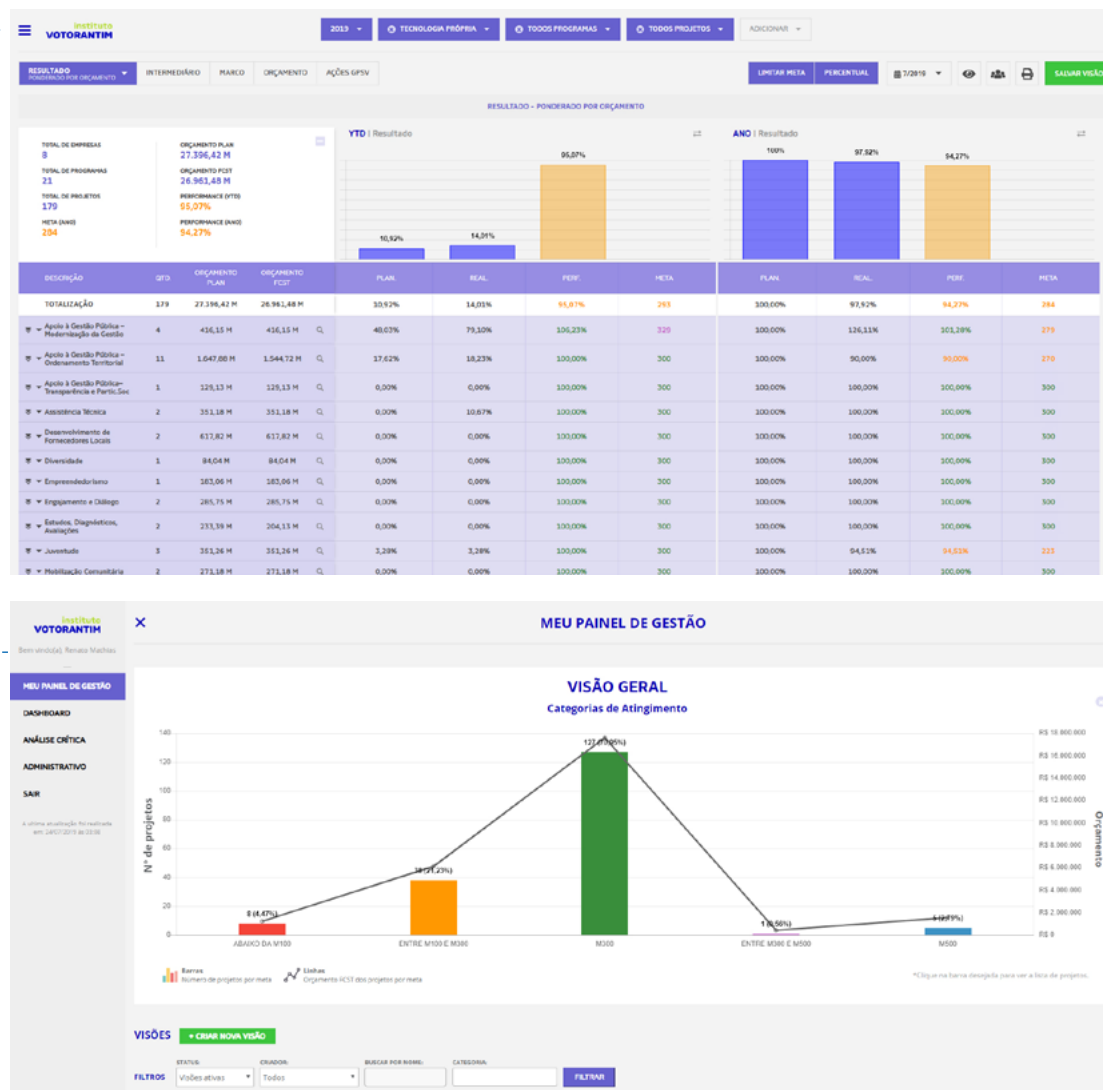 instituto
VOTORANTIM
2019
TECNOLOGIA PRÓPRIA
TODOS PROGRAMAS
TODOS PROJETOS
ADICIONAR
RESULTADO
PONDERADO POR ORÇAMENTO
INTERMEDIÁRIO
MARCO
ORÇAMENTO
AÇÕES GPSV
LIMITAR META
PERCENTUAL
7/2019
SALVAR VISÃO
RESULTADO - PONDERADO POR ORÇAMENTO
TOTAL DE EMPRESAS
8
TOTAL DE PROGRAMAS
21
TOTAL DE PROJETOS
179
META (ANO)
284
ORÇAMENTO PLAN
27.396,42 M
ORÇAMENTO FCST
26.961,48 M
PERFORMANCE (YTD)
95,07%
PERFORMANCE (ANO)
94,27%
YTD | Resultado
10,92%
14,01%
95,07%
ANO | Resultado
100%
97,92%
94,27%
DESCRIÇÃO QTD. ORÇAMENTO PLAN ORÇAMENTO FCST PLAN. REAL. PERF. META PLAN. REAL. PERF. META
TOTALIZAÇÃO 179 27.396,42 M 26.961,48 M 10,92% 14,01% 95,07% 293 100,00% 97,92% 94,27% 284
Apoio à Gestão Pública – Modernização da Gestão 4 416,15 M 416,15 M 48,03% 79,10% 106,23% 329 100,00% 126,11% 101,28% 279
Apoio à Gestão Pública – Ordenamento Territorial 11 1.647,88 M 1.544,72 M 17,62% 18,23% 100,00% 300 100,00% 90,00% 90,00% 270
Apoio à Gestão Pública– Transparência e Partic.Soc 1 129,13 M 129,13 M 0,00% 0,00% 100,00% 300 100,00% 100,00% 100,00% 300
Assistência Técnica 2 351,18 M 351,18 M 0,00% 10,67% 100,00% 300 100,00% 100,00% 100,00% 300
Desenvolvimento de Fornecedores Locais 2 617,82 M 617,82 M 0,00% 0,00% 100,00% 300 100,00% 100,00% 100,00% 300
Diversidade 1 84,04 M 84,04 M 0,00% 0,00% 100,00% 300 100,00% 100,00% 100,00% 300
Empreendedorismo 1 183,06 M 183,06 M 0,00% 0,00% 100,00% 300 100,00% 100,00% 100,00% 300
Engajamento e Diálogo 2 285,75 M 285,75 M 0,00% 0,00% 100,00% 300 100,00% 100,00% 100,00% 300
Estudos, Diagnósticos, Avaliações 2 233,39 M 204,13 M 0,00% 0,00% 100,00% 300 100,00% 100,00% 100,00% 300
Juventude 3 351,26 M 351,26 M 3,28% 3,28% 100,00% 300 100,00% 94,51% 94,51% 225
Mobilização Comunitária 2 271,18 M 271,18 M 0,00% 0,00% 100,00% 300 100,00% 100,00% 100,00% 300
instituto
VOTORANTIM
Bem vindo(a), Renata Mathias
MEU PAINEL DE GESTÃO
DASHBOARD
ANÁLISE CRÍTICA
ADMINISTRATIVO
SAIR
A última atualização foi realizada
MEU PAINEL DE GESTÃO
VISÃO GERAL
Categorias de Atingimento
N° de projetos
140
120
100
80
60
40
20
0
8 (4,47%)
38 (21,23%)
127 (70,95%)
1 (0,56%)
5 (2,79%)
ABAIXO DA M100
ENTRE M100 E M300
M300
ENTRE M300 E M500
M500
R$ 18.000.000
R$ 16.000.000
R$ 14.000.000
R$ 12.000.000
R$ 10.000.000
R$ 8.000.000
R$ 6.000.000
R$ 4.000.000
R$ 2.000.000
R$ 0
Orçamento
Barras
Número de projetos por meta
Linhas
Orçamento FCST dos projetos por meta
*Clique na barra desejada para ver a lista de projetos.
VISÕES
+ CRIAR NOVA VISÃO
FILTROS
STATUS:
Visões ativas
CRIADOR:
Todos
BUSCAR POR NOME:
CATEGORIA:
FILTRAR